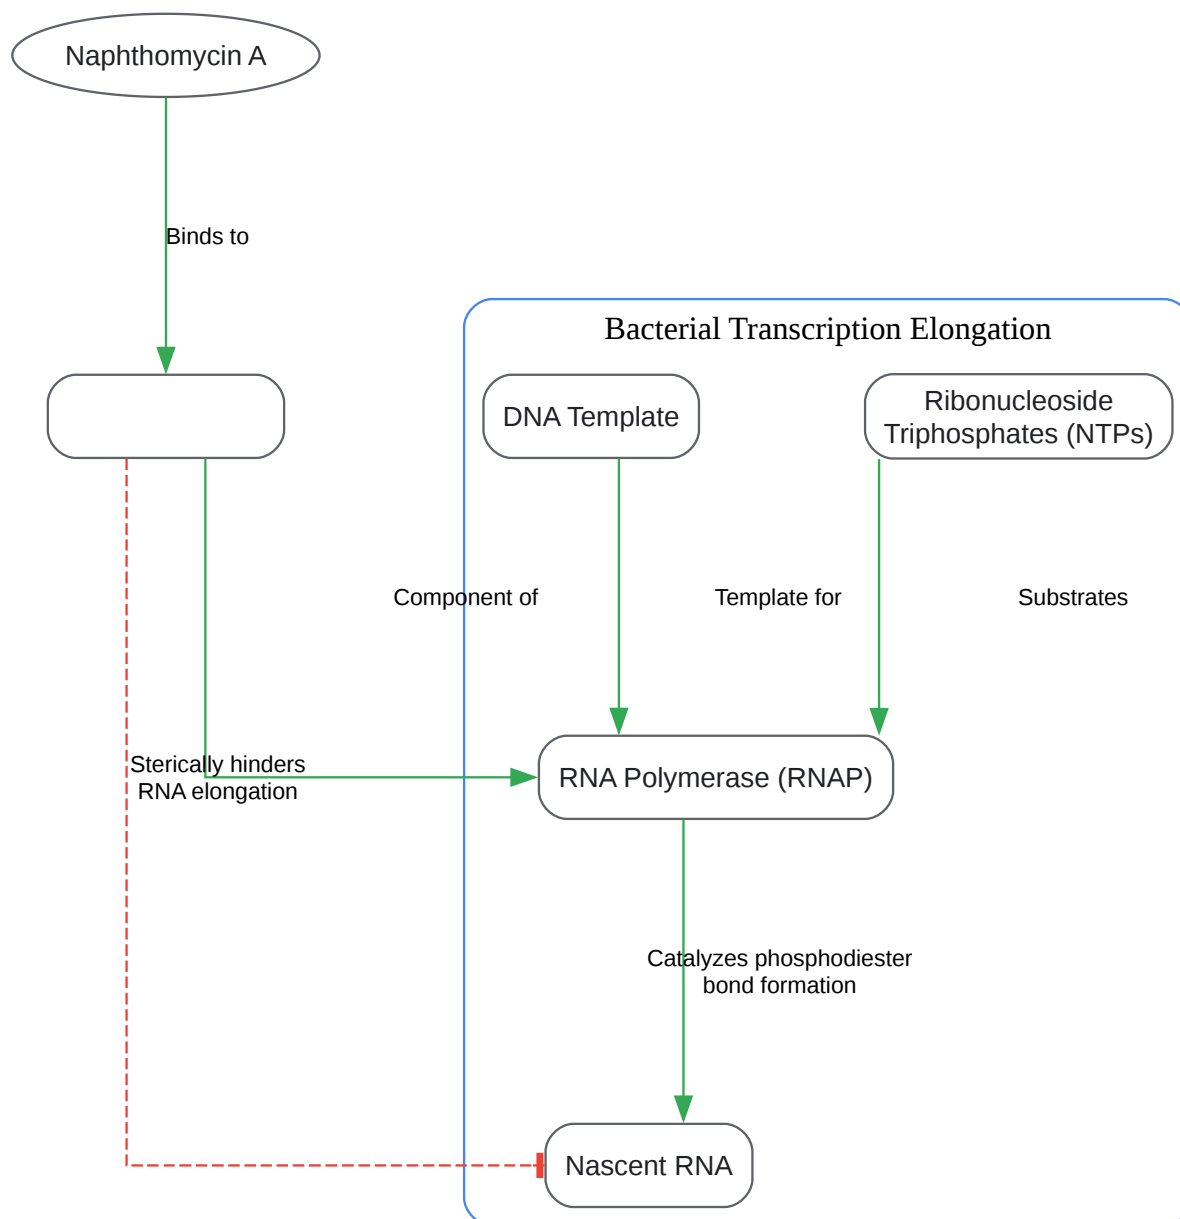 Naphthomycin A
Binds to
Bacterial Transcription Elongation
DNA Template
Ribonucleoside
Triphosphates (NTPs)
Component of
Template for
Substrates
Sterically hinders
RNA elongation
RNA Polymerase (RNAP)
Catalyzes phosphodiester
bond formation
Nascent RNA